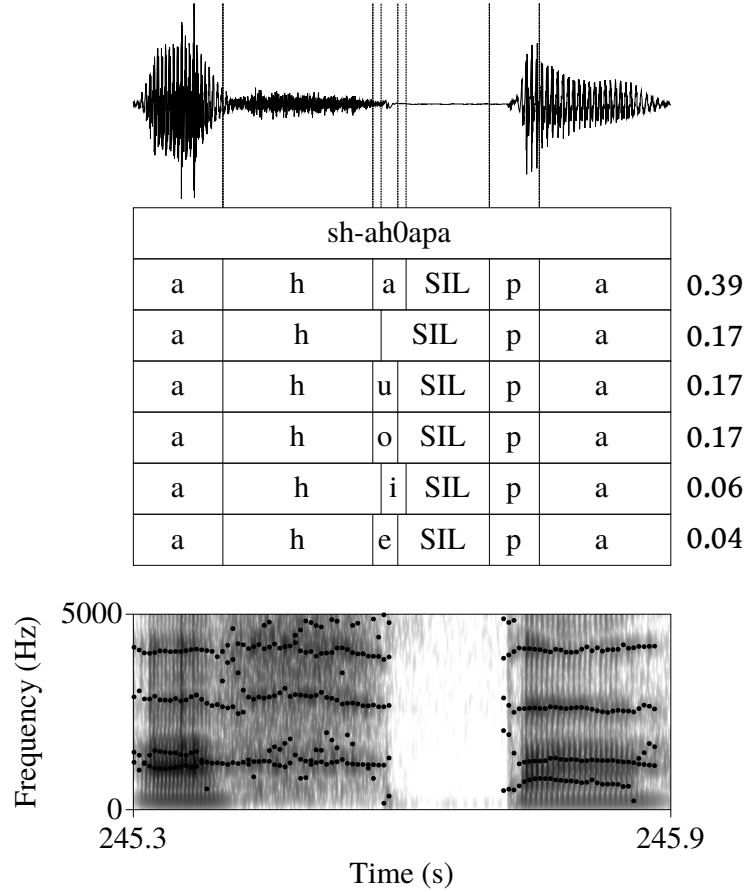 sh-ah0apa
a h a SIL p a 0.39
a h SIL p a 0.17
a h u SIL p a 0.17
a h o SIL p a 0.17
a h i SIL p a 0.06
a h e SIL p a 0.04
5000
Frequency (Hz)
0
245.3 245.9
Time (s)